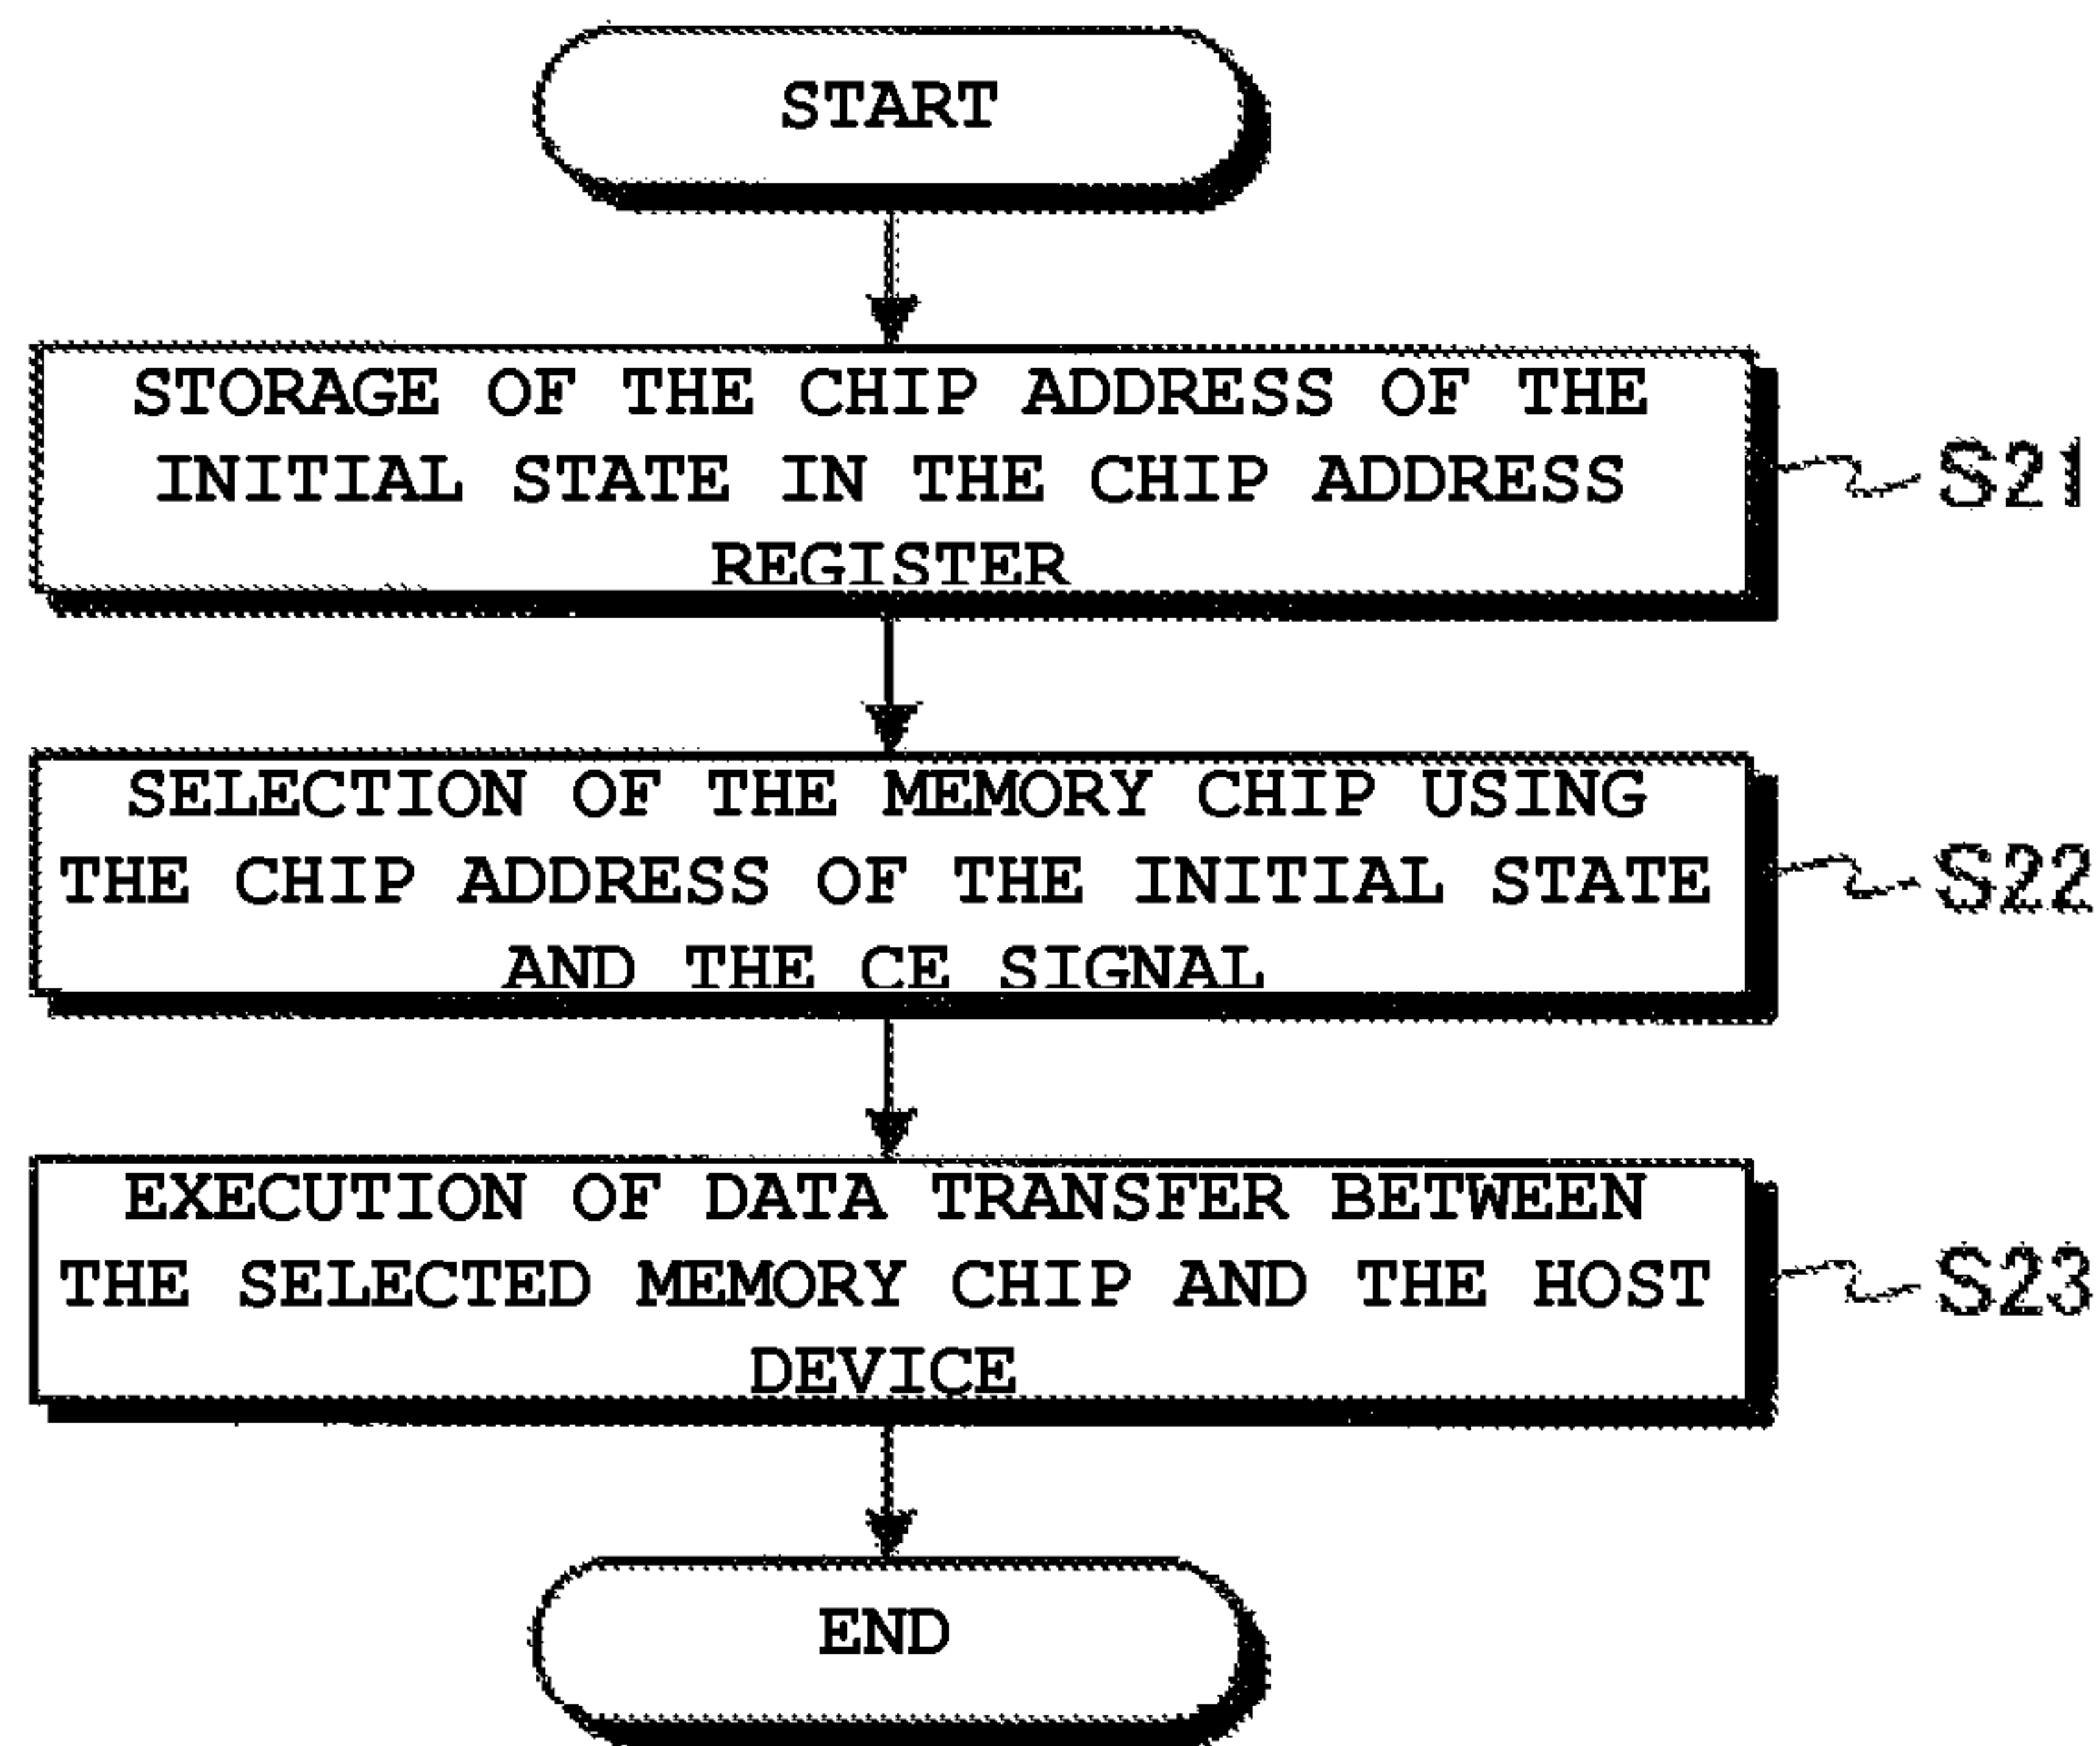 START
STORAGE OF THE CHIP ADDRESS OF THE
INITIAL STATE IN THE CHIP ADDRESS
REGISTER
S21
SELECTION OF THE MEMORY CHIP USING
THE CHIP ADDRESS OF THE INITIAL STATE
AND THE CE SIGNAL
S22
EXECUTION OF DATA TRANSFER BETWEEN
THE SELECTED MEMORY CHIP AND THE HOST
DEVICE
S23
END